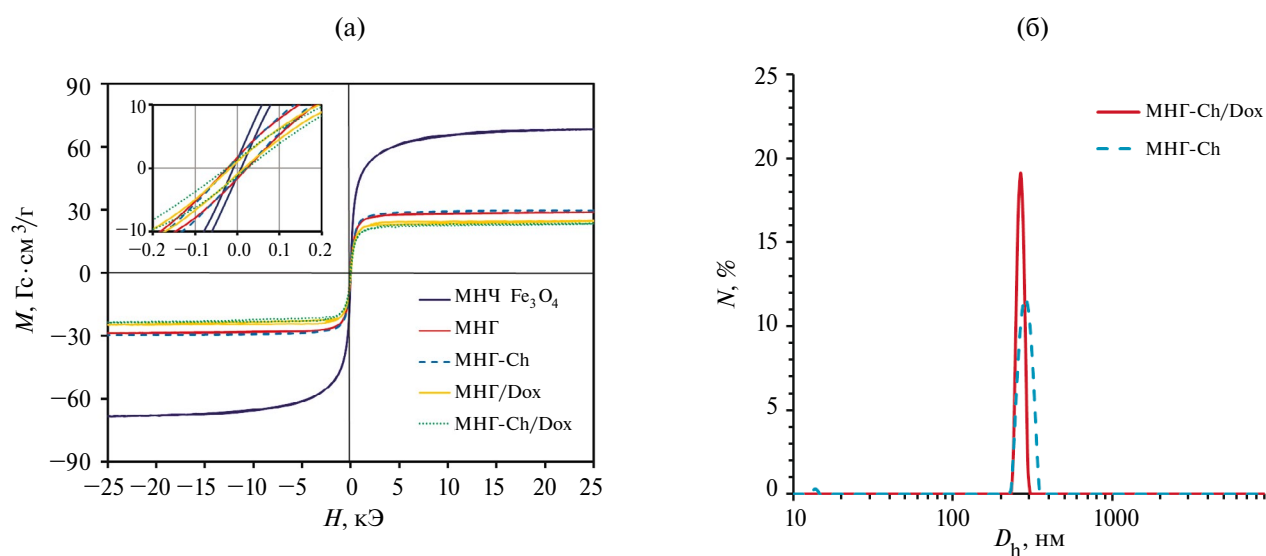 (а)
M, Гс·см³/г
90
60
30
0
−30
−60
−90
10
0
−10
−0.2 −0.1 0.0 0.1 0.2
МНЧ Fe₃O₄
МНГ
МНГ-Ch
МНГ/Dox
МНГ-Ch/Dox
−25 −20 −15 −10 −5 0 5 10 15 20 25
H, кЭ
(б)
N, %
25
20
15
10
5
0
МНГ-Ch/Dox
МНГ-Ch
10 100 1000
Dₕ, нм